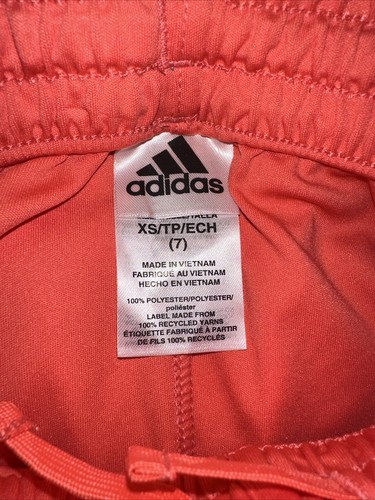 adidas
XS/TP/ECH
(7)
MADE IN VIETNAM
FABRIQUÉ AU VIETNAM
HECHO EN VIETNAM
100% POLYESTER/POLYESTER/
poliéster
LABEL MADE FROM
100% RECYCLED YARNS
ÉTIQUETTE FABRIQUÉE À PARTIR
DE FILS 100% RECYCLÉS